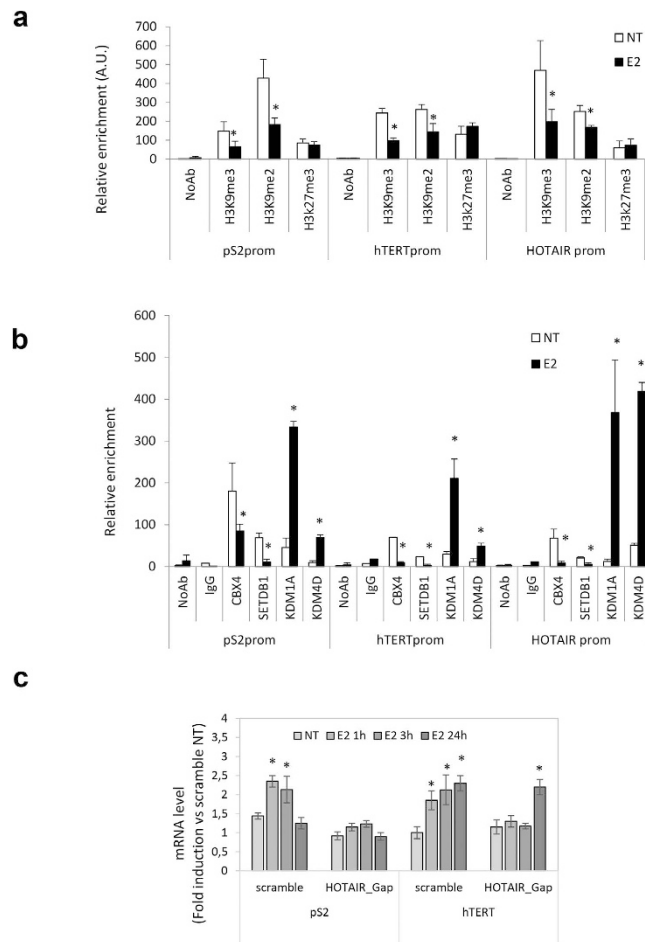 a
Relative enrichment (A.U.)
700
600
500
400
300
200
100
0
NT
E2
NoAb
H3K9me3
H3K9me2
H3k27me3
NoAb
H3K9me3
H3K9me2
H3K27me3
NoAb
H3K9me3
H3K9me2
H3K27me3
* * * * * *
pS2prom hTERTprom HOTAIR prom
b
Relative enrichment
600
500
400
300
200
100
0
NT
E2
NoAb
IgG
CBX4
SETDB1
KDM1A
KDM4D
NoAb
IgG
CBX4
SETDB1
KDM1A
KDM4D
NoAb
IgG
CBX4
SETDB1
KDM1A
KDM4D
* * * * * * * * * * * *
pS2prom hTERTprom HOTAIR prom
c
mRNA level
(Fold induction vs scramble NT)
4
3,5
3
2,5
2
1,5
1
0,5
0
NT E2 1h E2 3h E2 24h
* * * * * *
scramble HOTAIR_Gap scramble HOTAIR_Gap
pS2 hTERT